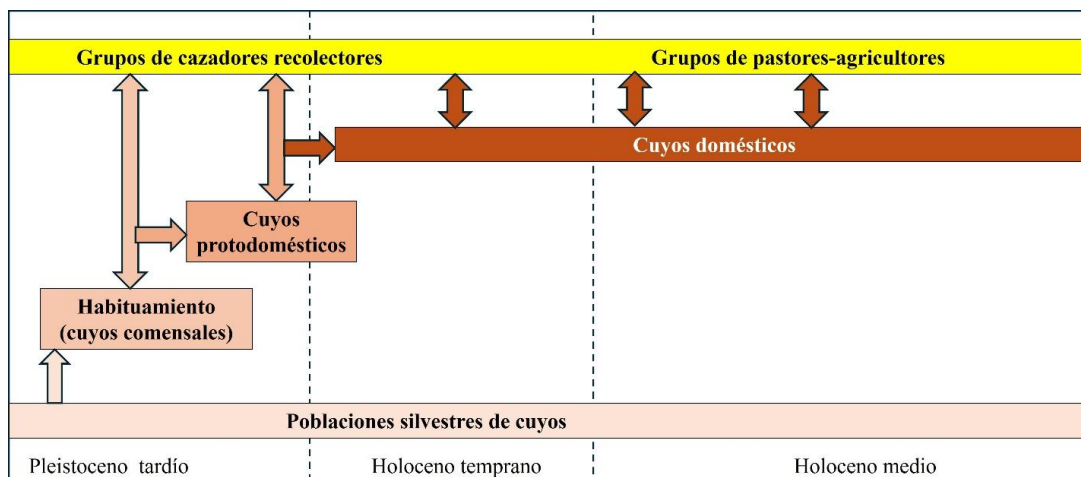 Grupos de cazadores recolectores
Grupos de pastores-agricultores
Cuyos domésticos
Cuyos
protodomésticos
Habituamiento
(cuyos comensales)
Poblaciones silvestres de cuyos
Pleistoceno tardío
Holoceno temprano
Holoceno medio